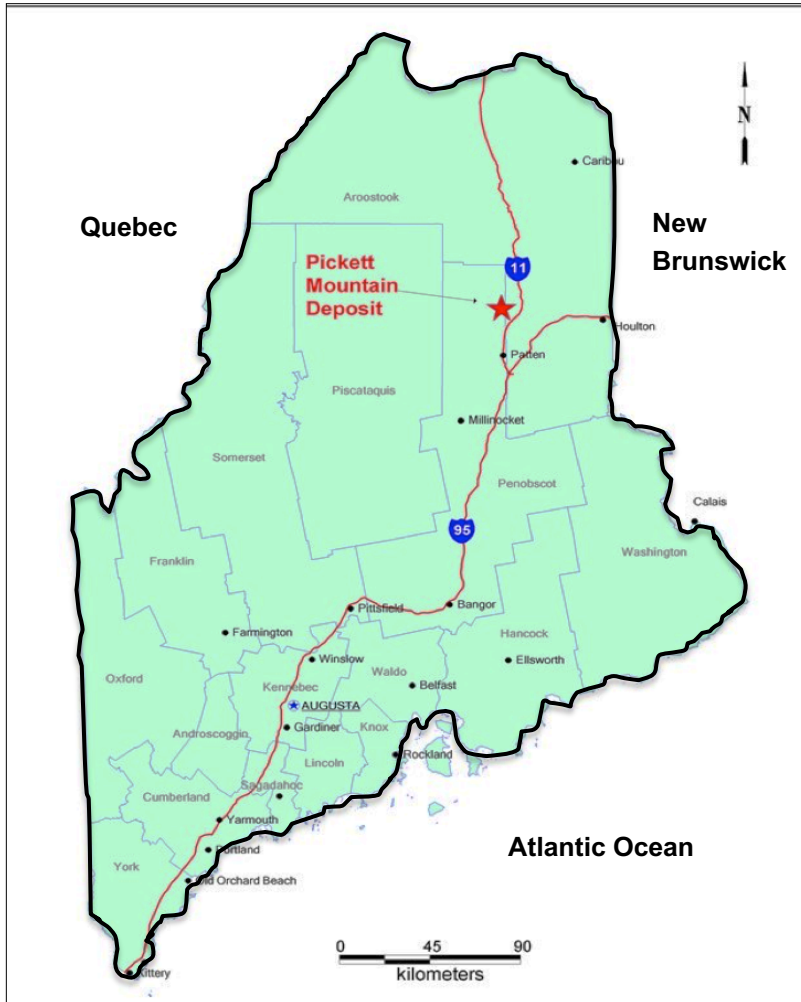 N
Caribou
Aroostook
Quebec
New
Brunswick
Pickett
Mountain
Deposit
11
Houlton
Patten
Piscataquis
Millinocket
Somerset
Penobscot
Calais
95
Washington
Franklin
Pittsfield
Bangor
Farmington
Hancock
Winslow
Waldo
Ellsworth
Oxford
Kennebec
Belfast
AUGUSTA
Gardiner
Knox
Androscoggin
Rockland
Lincoln
Sagadahoc
Cumberland
Yarmouth
Portland
Atlantic Ocean
York
Old Orchard Beach
0 45 90
kilometers
Kittery